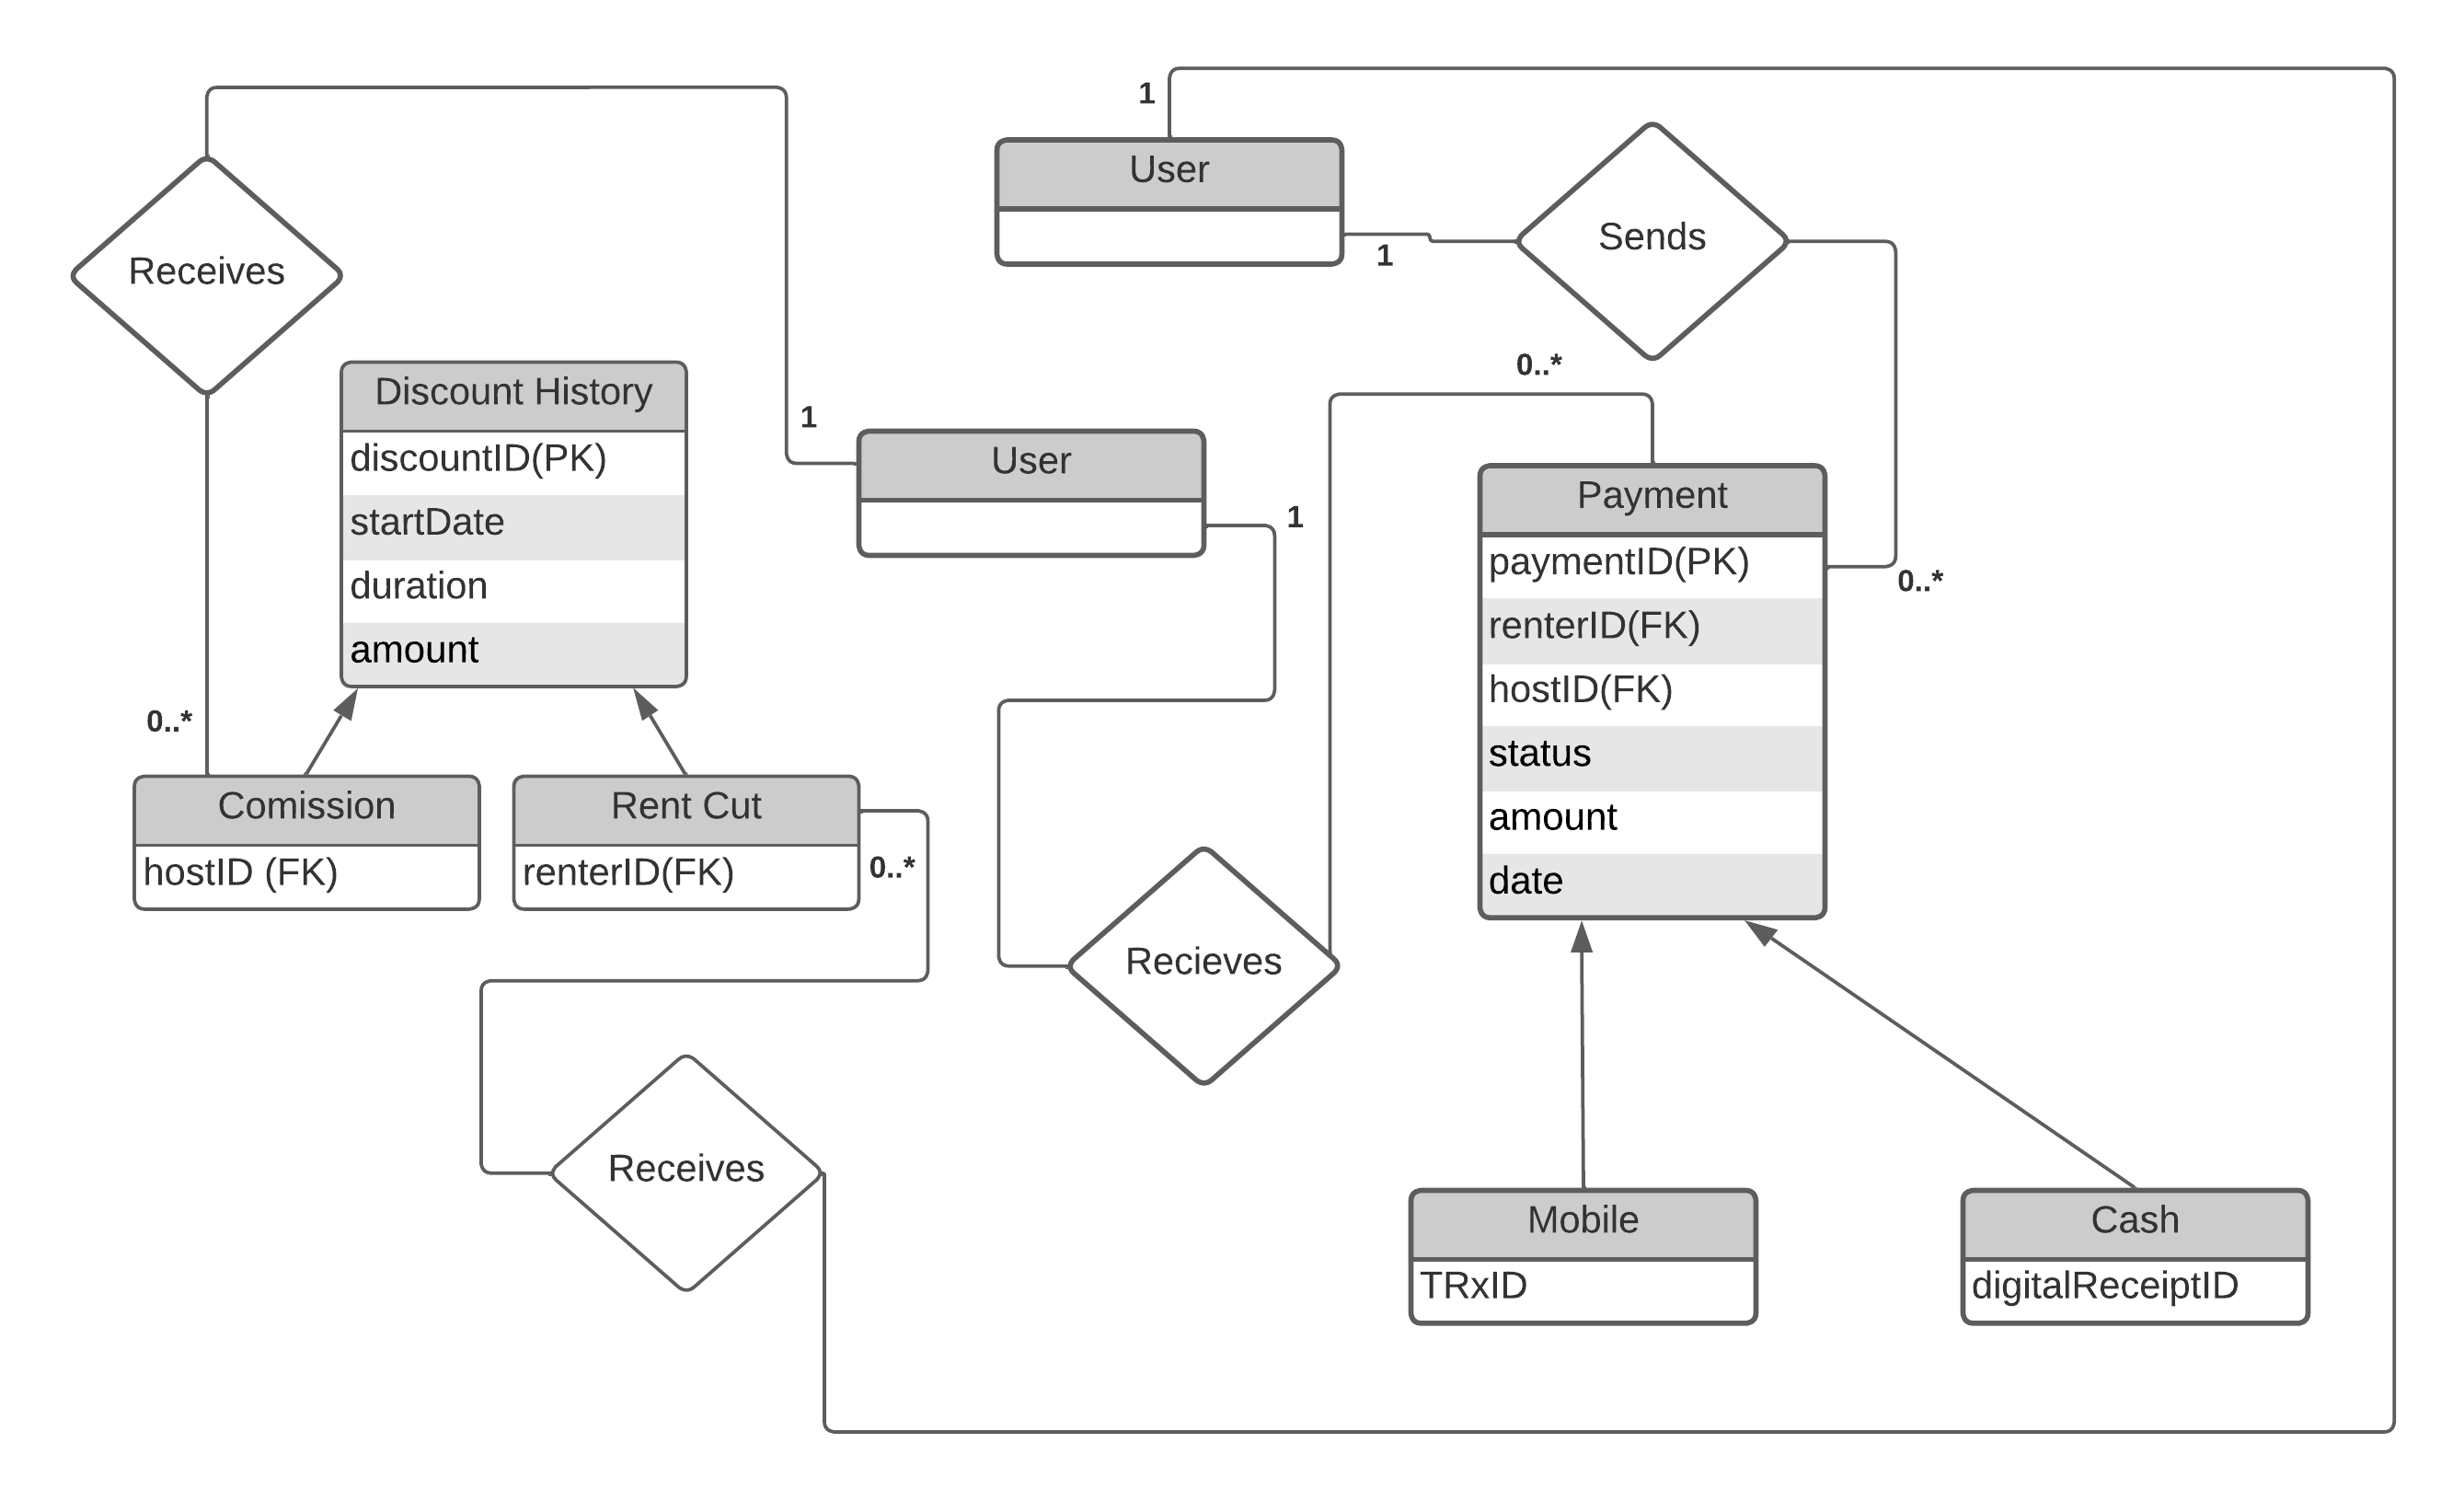 1
User
Sends
1
Receives
0..*
Discount History
discountID(PK)
startDate
duration
amount
1
User
1
Payment
paymentID(PK)
renterID(FK)
hostID(FK)
status
amount
date
0..*
0..*
Comission
hostID (FK)
Rent Cut
renterID(FK)
0..*
Recieves
Receives
Mobile
TRxID
Cash
digitalReceiptID